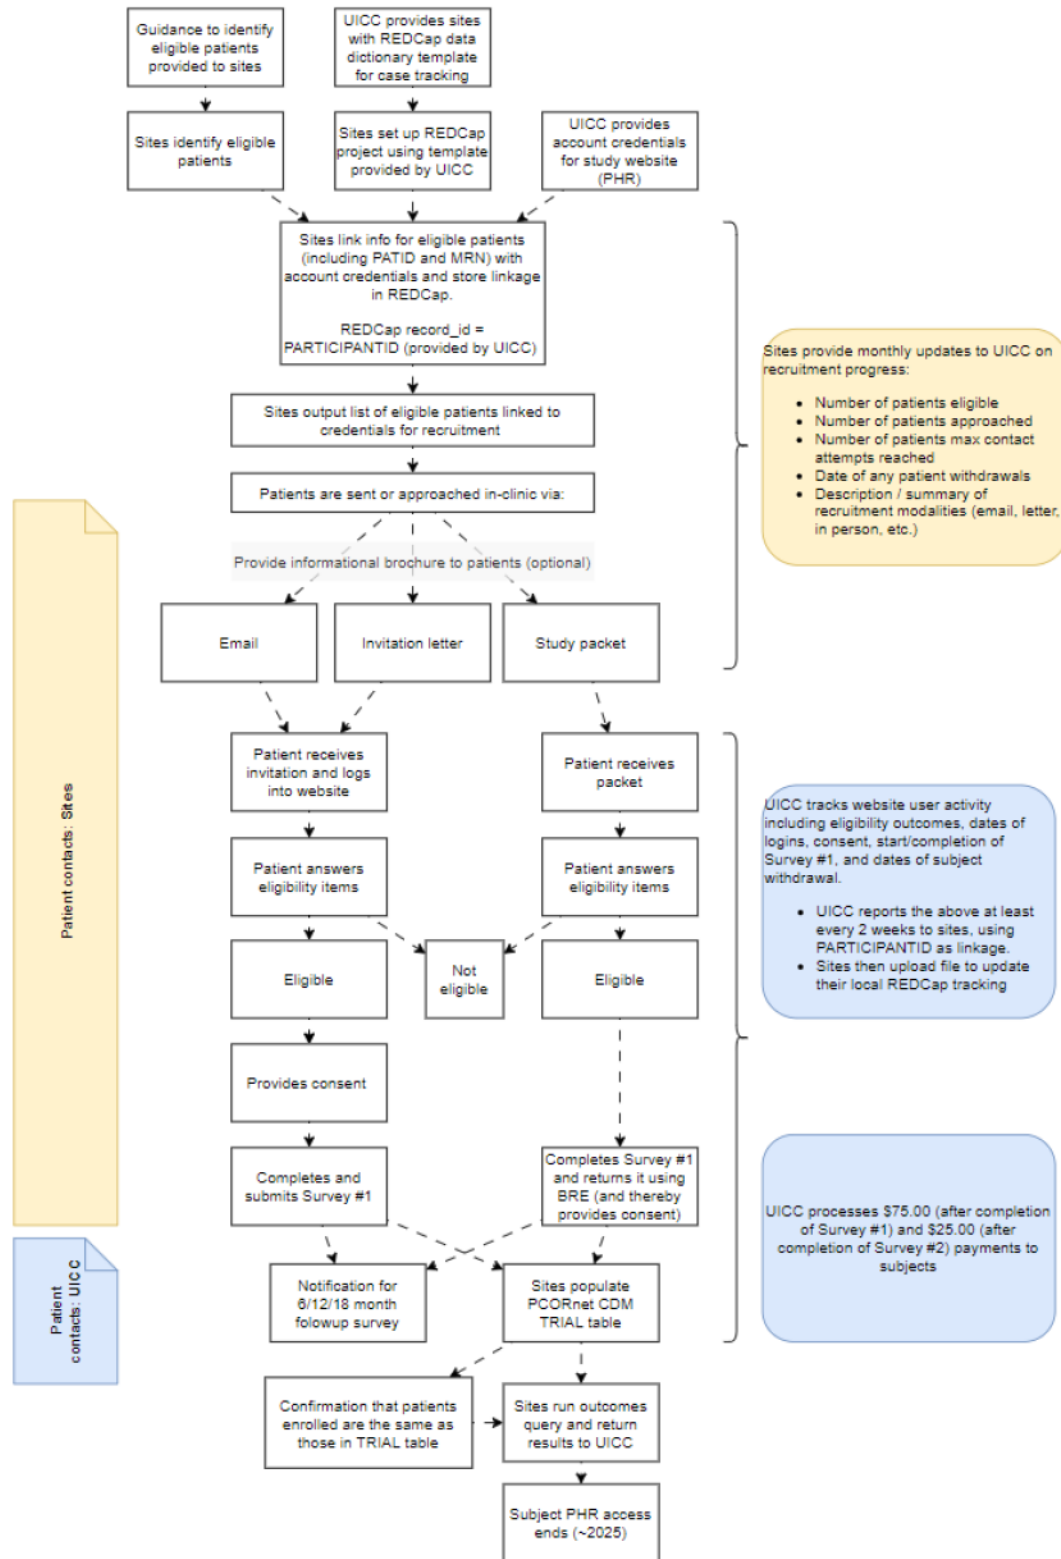 Guidance to identify
eligible patients
provided to sites
UICC provides sites
with REDCap data
dictionary template
for case tracking
Sites identify eligible
patients
Sites set up REDCap
project using template
provided by UICC
UICC provides
account credentials
for study website
(PHR)
Sites link info for eligible patients
(including PATID and MRN) with
account credentials and store linkage
in REDCap.
REDCap record_id =
PARTICIPANTID (provided by UICC)
Sites output list of eligible patients linked to
credentials for recruitment
Patients are sent or approached in-clinic via:
Provide informational brochure to patients (optional)
Email
Invitation letter
Study packet
Sites provide monthly updates to UICC on
recruitment progress:
• Number of patients eligible
• Number of patients approached
• Number of patients max contact
attempts reached
• Date of any patient withdrawals
• Description / summary of
recruitment modalities (email, letter,
in person, etc.)
Patient contacts: Sites
Patient receives
invitation and logs
into website
Patient receives
packet
Patient answers
eligibility items
Patient answers
eligibility items
Eligible
Not
eligible
Eligible
Provides consent
Completes and
submits Survey #1
Completes Survey #1
and returns it using
BRE (and thereby
provides consent)
UICC tracks website user activity
including eligibility outcomes, dates of
logins, consent, start/completion of
Survey #1, and dates of subject
withdrawal.
• UICC reports the above at least
every 2 weeks to sites, using
PARTICIPANTID as linkage.
• Sites then upload file to update
their local REDCap tracking
UICC processes $75.00 (after completion
of Survey #1) and $25.00 (after
completion of Survey #2) payments to
subjects
Patient
contacts: UICC
Notification for
6/12/18 month
folowup survey
Sites populate
PCORnet CDM
TRIAL table
Confirmation that patients
enrolled are the same as
those in TRIAL table
Sites run outcomes
query and return
results to UICC
Subject PHR access
ends (~2025)